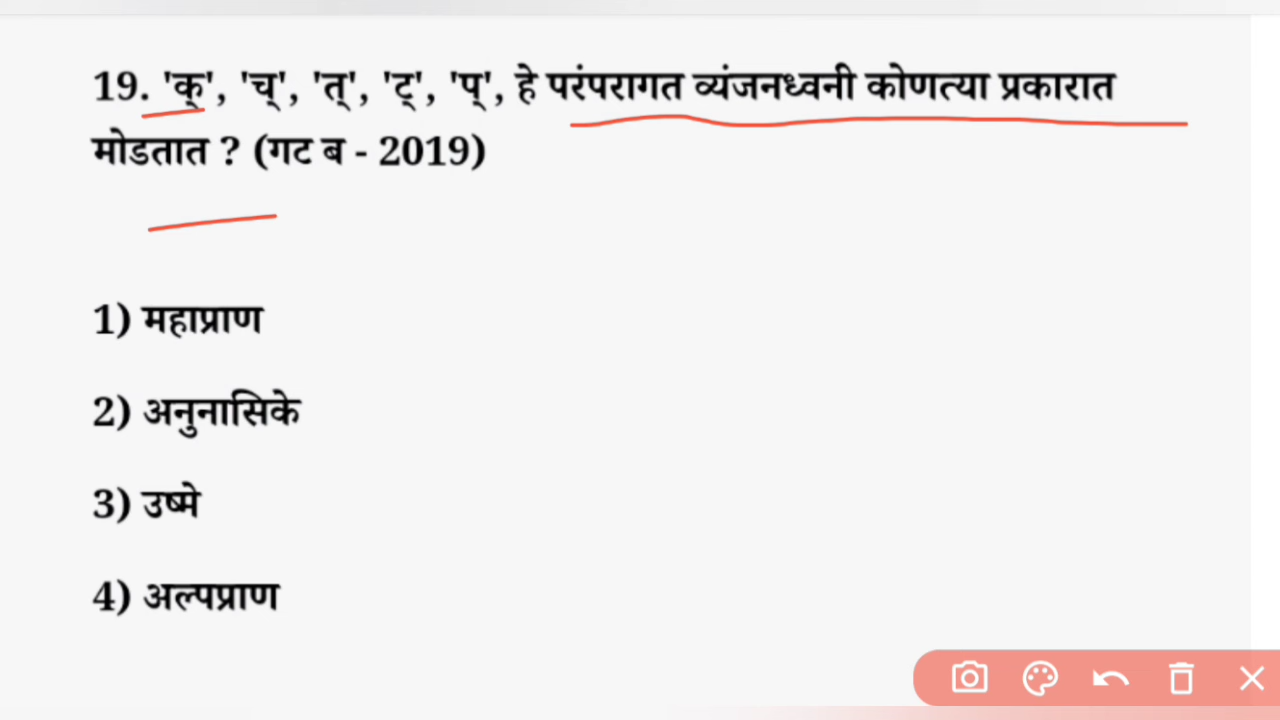 19. 'क्', 'च्', 'त्', 'ट्', 'प्', हे परंपरागत व्यंजनध्वनी कोणत्या प्रकारात
मोडतात ? (गट ब - 2019)
1) महाप्राण
2) अनुनासिके
3) उष्मे
4) अल्पप्राण